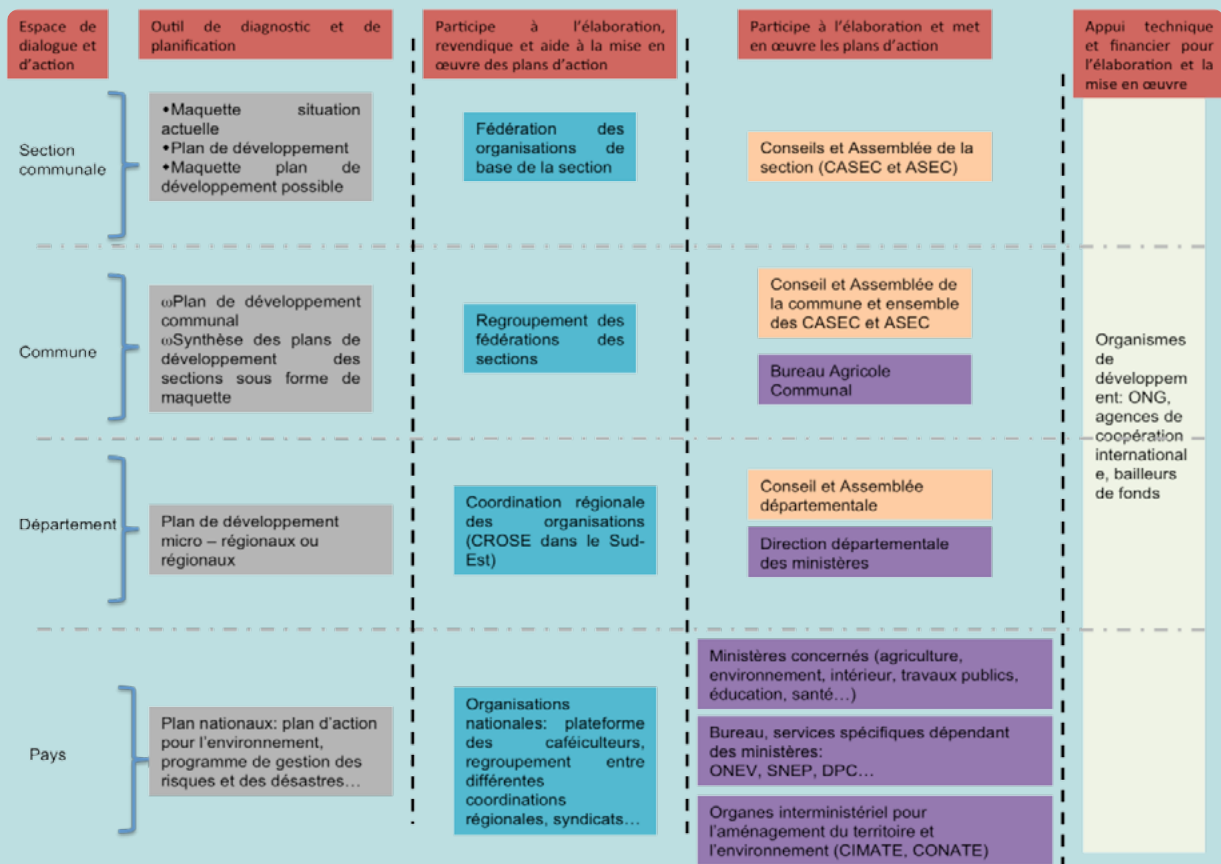 Espace de
dialogue et
d'action
Outil de diagnostic et de
planification
Participe à l'élaboration,
revendique et aide à la mise en
œuvre des plans d'action
Participe à l'élaboration et met
en œuvre les plans d'action
Appui technique
et financier pour
l'élaboration et la
mise en œuvre
Section
communale
•Maquette situation
actuelle
•Plan de développement
•Maquette plan de
développement possible
Fédération des
organisations de
base de la section
Conseils et Assemblée de la
section (CASEC et ASEC)
Commune
ωPlan de développement
communal
ωSynthèse des plans de
développement des
sections sous forme de
maquette
Regroupement des
fédérations des
sections
Conseil et Assemblée de
la commune et ensemble
des CASEC et ASEC
Bureau Agricole
Communal
Organismes
de
développem
ent: ONG,
agences de
coopération
international
e, bailleurs
de fonds
Département
Plan de développement
micro – régionaux ou
régionaux
Coordination régionale
des organisations
(CROSE dans le Sud-
Est)
Conseil et Assemblée
départementale
Direction départementale
des ministères
Pays
Plan nationaux: plan d'action
pour l'environnement,
programme de gestion des
risques et des désastres…
Organisations
nationales: plateforme
des caféiculteurs,
regroupement entre
différentes
coordinations
régionales, syndicats…
Ministères concernés (agriculture,
environnement, intérieur, travaux publics,
éducation, santé…)
Bureau, services spécifiques dépendant
des ministères:
ONEV, SNEP, DPC…
Organes interministériel pour
l'aménagement du territoire et
l'environnement (CIMATE, CONATE)